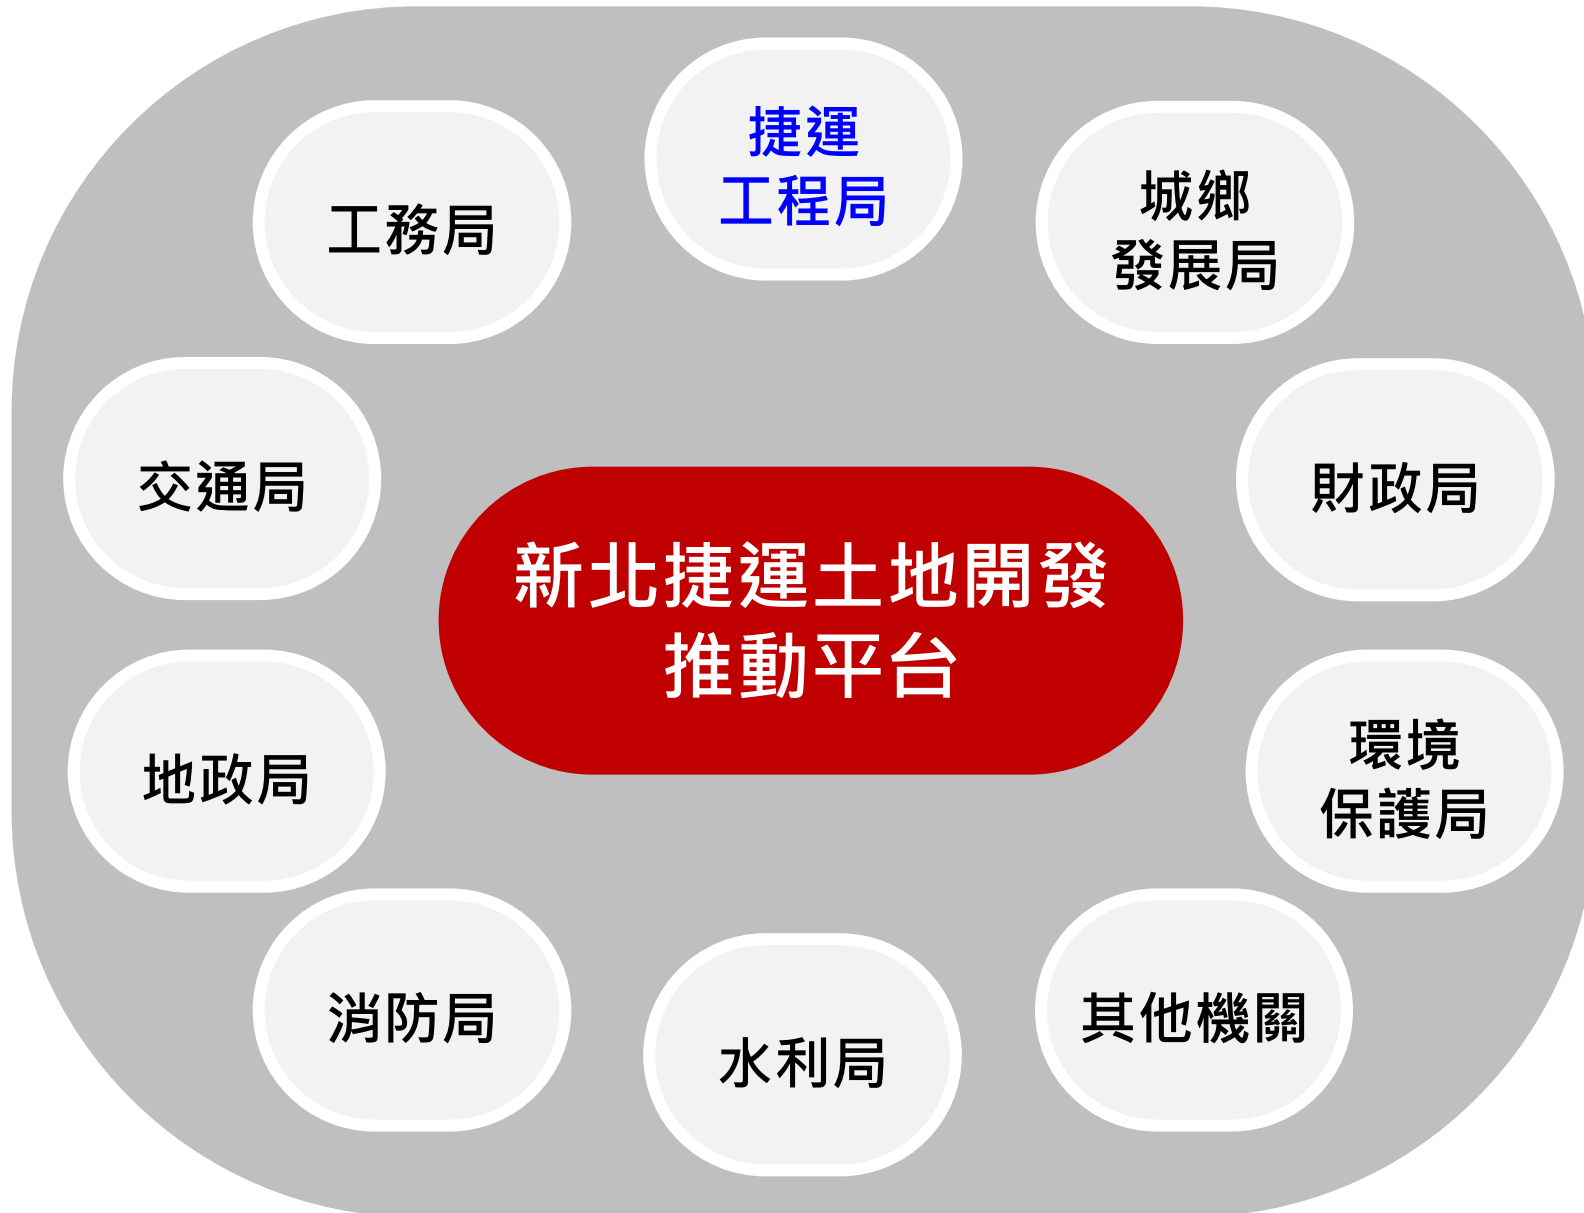 捷運
工程局
工務局
城鄉
發展局
交通局
財政局
新北捷運土地開發
推動平台
地政局
環境
保護局
消防局
水利局
其他機關